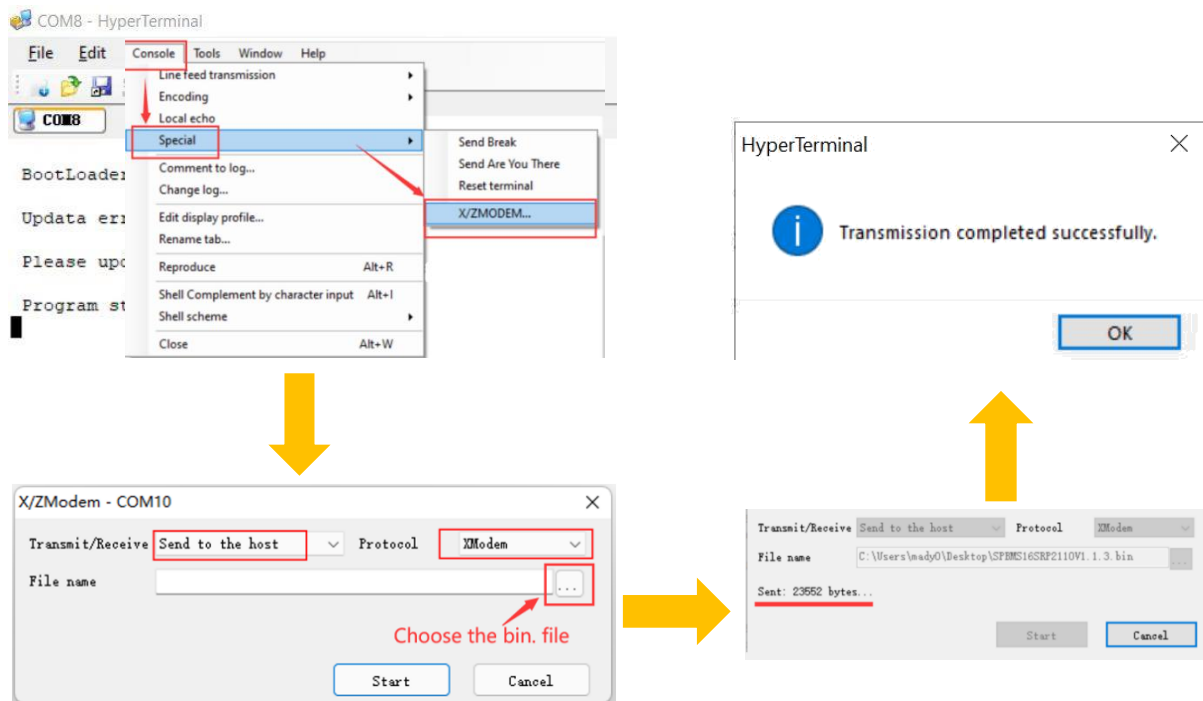 COM8 - HyperTerminal
File Edit Console Tools Window Help
COM8
Line feed transmission
Encoding
Local echo
Special
Comment to log...
Change log...
Edit display profile...
Rename tab...
Reproduce Alt+R
Shell Complement by character input Alt+I
Shell scheme
Close Alt+W
Send Break
Send Are You There
Reset terminal
X/ZMODEM...
BootLoader
Updata err
Please upd
Program st
HyperTerminal
Transmission completed successfully.
OK
X/ZModem - COM10
Transmit/Receive Send to the host Protocol XModem
File name ...
Choose the bin. file
Start Cancel
Transmit/Receive Send to the host Protocol XModem
File name C:\Users\mady0\Desktop\SPBMS16SRP2110V1.1.3.bin ...
Sent: 23552 bytes...
Start Cancel